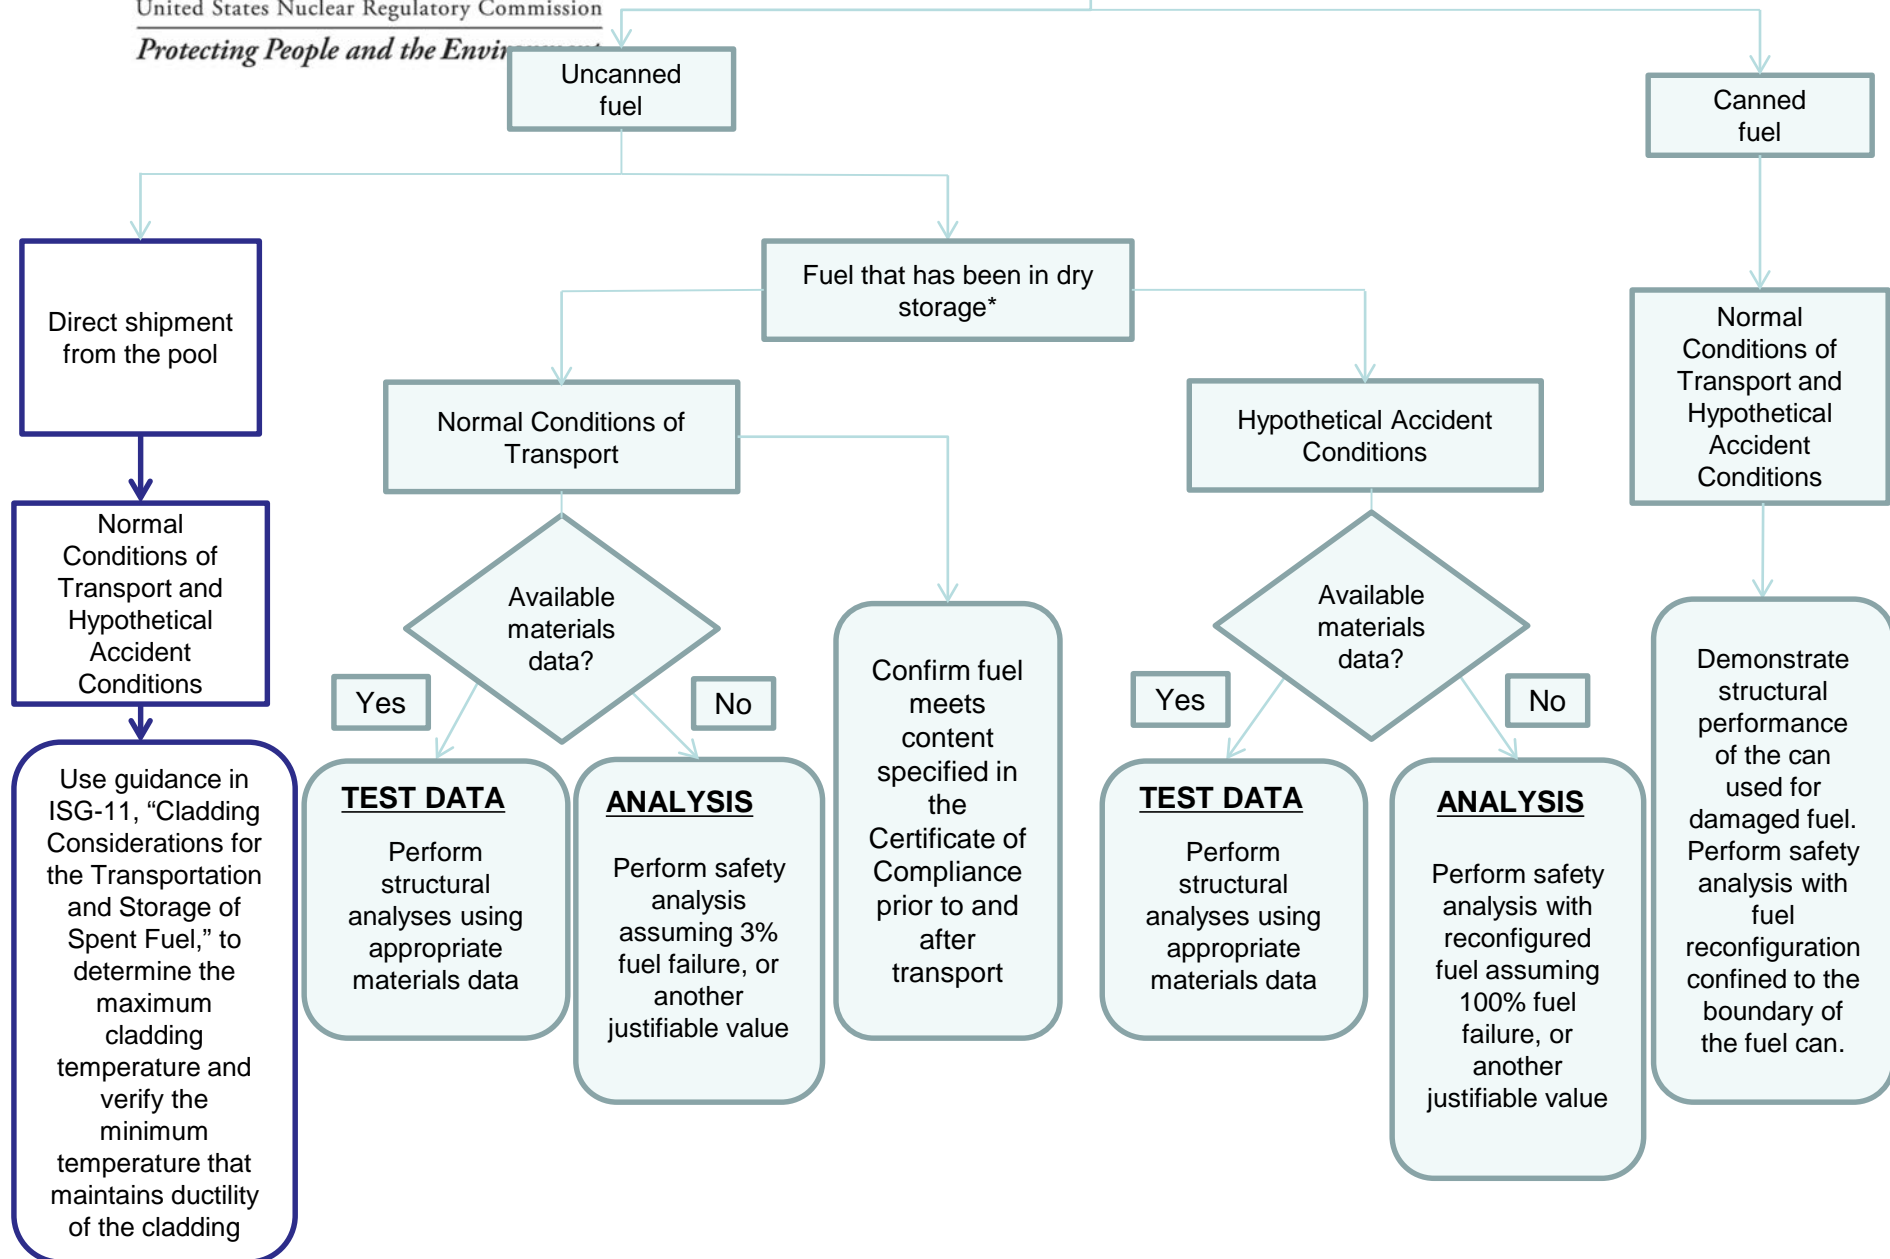 United States Nuclear Regulatory Commission
Protecting People and the
Uncanned
fuel
Canned
fuel
Direct shipment
from the pool
Fuel that has been in dry
storage*
Normal
Conditions of
Transport and
Hypothetical
Accident
Conditions
Normal Conditions of
Transport
Hypothetical Accident
Conditions
Normal
Conditions of
Transport and
Hypothetical
Accident
Conditions
Available
materials
data?
Yes
No
Available
materials
data?
Yes
No
Use guidance in
ISG-11, “Cladding
Considerations for
the Transportation
and Storage of
Spent Fuel,” to
determine the
maximum
cladding
temperature and
verify the
minimum
temperature that
maintains ductility
of the cladding
TEST DATA
Perform
structural
analyses using
appropriate
materials data
ANALYSIS
Perform safety
analysis
assuming 3%
fuel failure, or
another
justifiable value
Confirm fuel
meets
content
specified in
the
Certificate of
Compliance
prior to and
after
transport
TEST DATA
Perform
structural
analyses using
appropriate
materials data
ANALYSIS
Perform safety
analysis with
reconfigured
fuel assuming
100% fuel
failure, or
another
justifiable value
Demonstrate
structural
performance
of the can
used for
damaged fuel.
Perform safety
analysis with
fuel
reconfiguration
confined to the
boundary of
the fuel can.